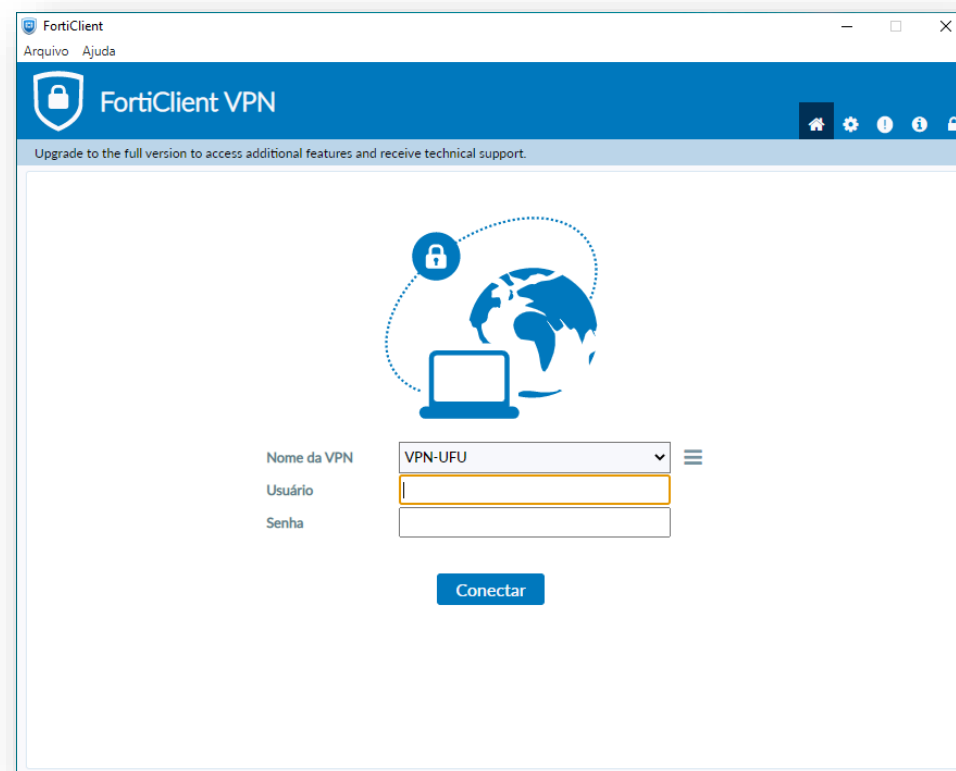 FortiClient
Arquivo Ajuda
FortiClient VPN
Upgrade to the full version to access additional features and receive technical support.
Nome da VPN VPN-UFU
Usuário
Senha
Conectar